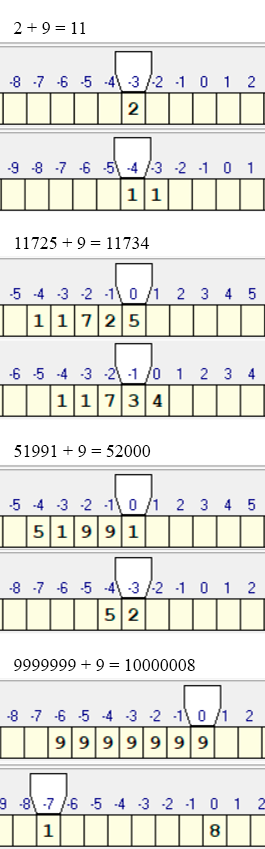 2 + 9 = 11
-8 -7 -6 -5 -4 -3 -2 -1 0 1 2
2
-9 -8 -7 -6 -5 -4 -3 -2 -1 0 1
1 1
11725 + 9 = 11734
-5 -4 -3 -2 -1 0 1 2 3 4 5
1 1 7 2 5
-6 -5 -4 -3 -2 -1 0 1 2 3 4
1 1 7 3 4
51991 + 9 = 52000
-5 -4 -3 -2 -1 0 1 2 3 4 5
5 1 9 9 1
-8 -7 -6 -5 -4 -3 -2 -1 0 1 2
5 2
9999999 + 9 = 10000008
-8 -7 -6 -5 -4 -3 -2 -1 0 1 2
9 9 9 9 9 9 9
9 -8 -7 -6 -5 -4 -3 -2 -1 0 1 2
1 8